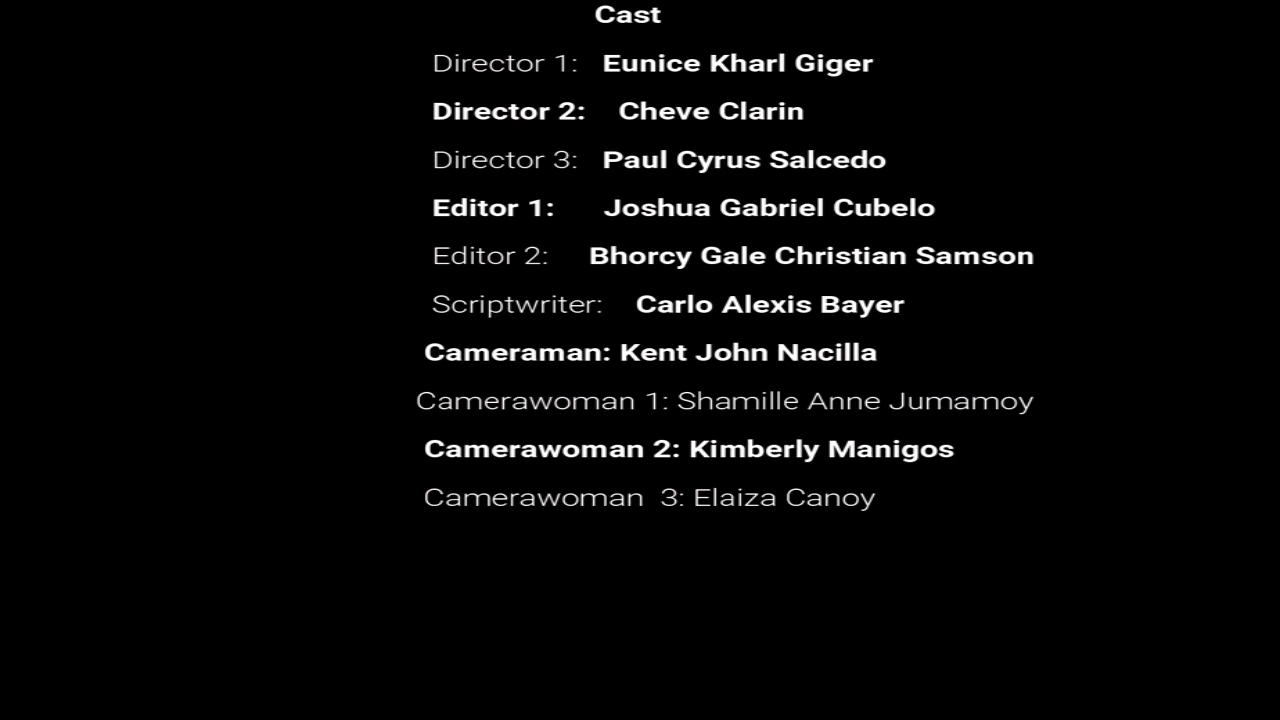 Cast
Director 1: Eunice Kharl Giger
Director 2: Cheve Clarin
Director 3: Paul Cyrus Salcedo
Editor 1: Joshua Gabriel Cubelo
Editor 2: Bhorcy Gale Christian Samson
Scriptwriter: Carlo Alexis Bayer
Cameraman: Kent John Nacilla
Camerawoman 1: Shamille Anne Jumamoy
Camerawoman 2: Kimberly Manigos
Camerawoman 3: Elaiza Canoy